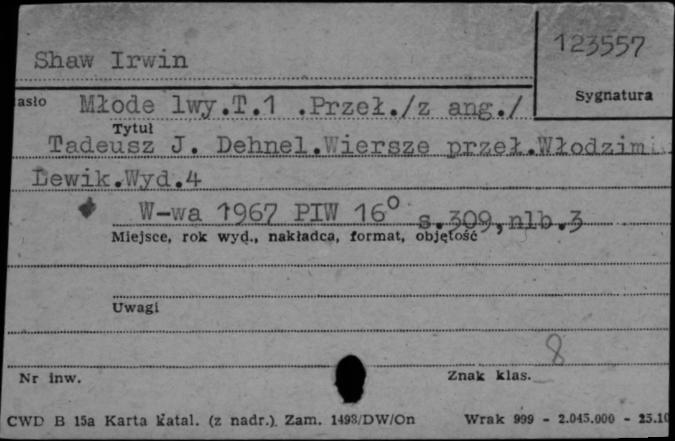 123557
Shaw Irwin
Sygnatura
asło Młode lwy.T.1 .Przeł./z ang./
Tytuł
Tadeusz J. Dehnel.Wiersze przeł.Włodzimi
Lewik.Wyd.4
W-wa 1967 PIW 16° s.309,nlb.3
Miejsce, rok wyd., nakładca, format, objętość
Uwagi
8
Nr inw. Znak klas.
CWD B 15a Karta katal. (z nadr.). Zam. 1493/DW/On Wrak 999 - 2.045.000 - 25.10